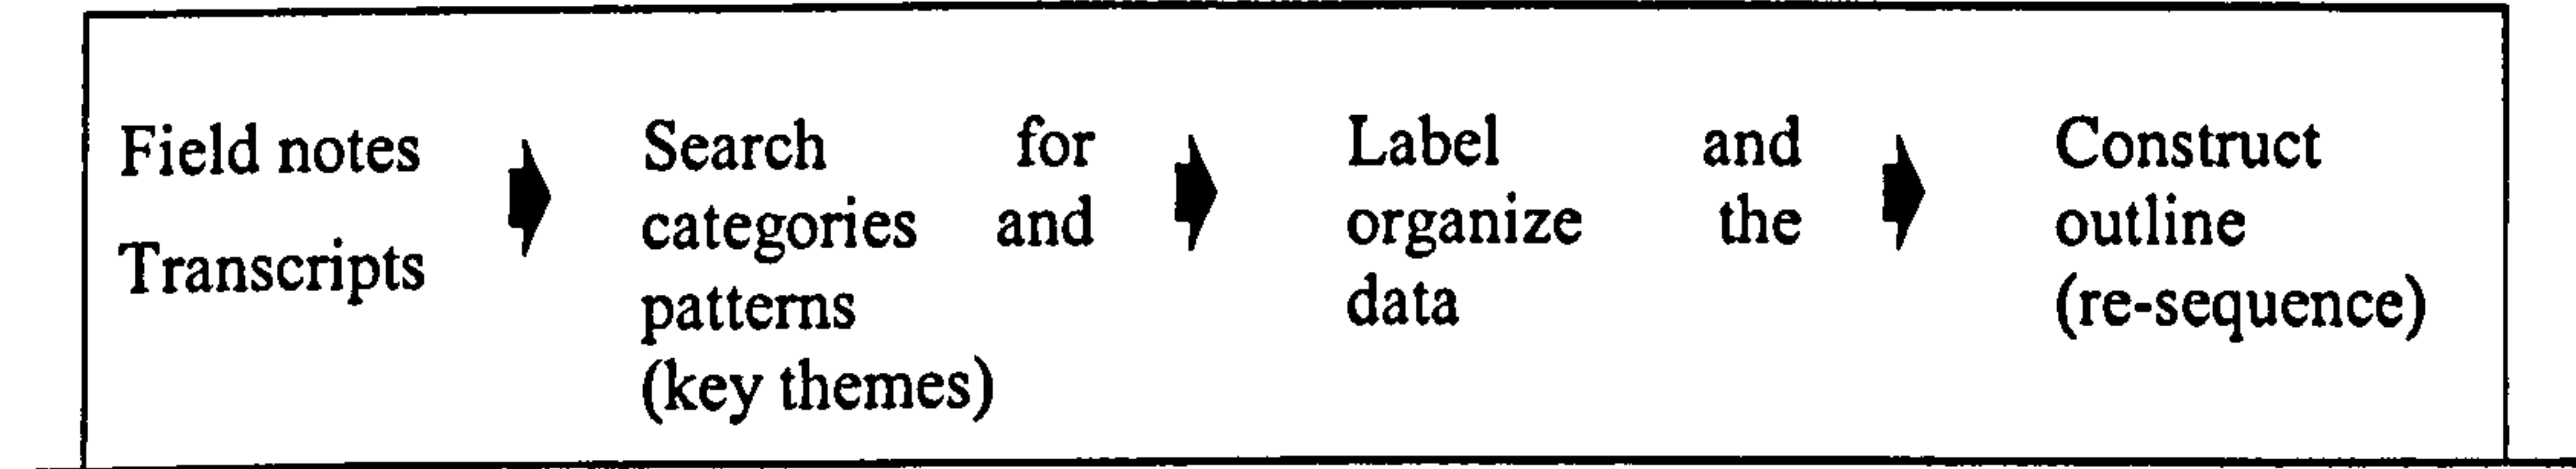 Field notes
Transcripts
Search for
categories and
patterns
(key themes)
Label and
organize the
data
Construct
outline
(re-sequence)